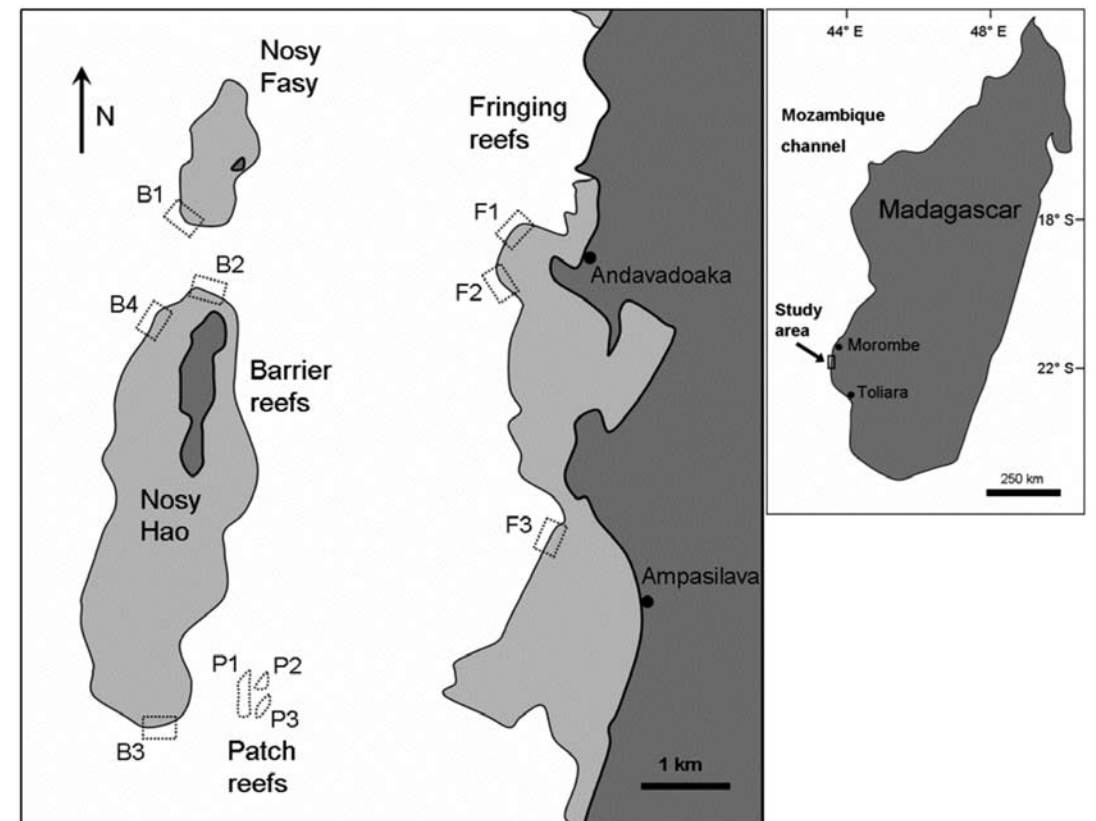 Nosy
Fasy
N
B1
B2
B4
Barrier
reefs
Nosy
Hao
P1
P2
P3
B3
Patch
reefs
Fringing
reefs
F1
F2
Andavadoaka
F3
Ampasilava
1 km
44° E
48° E
Mozambique
channel
Madagascar
18° S
Study
area
Morombe
22° S
Toliara
250 km